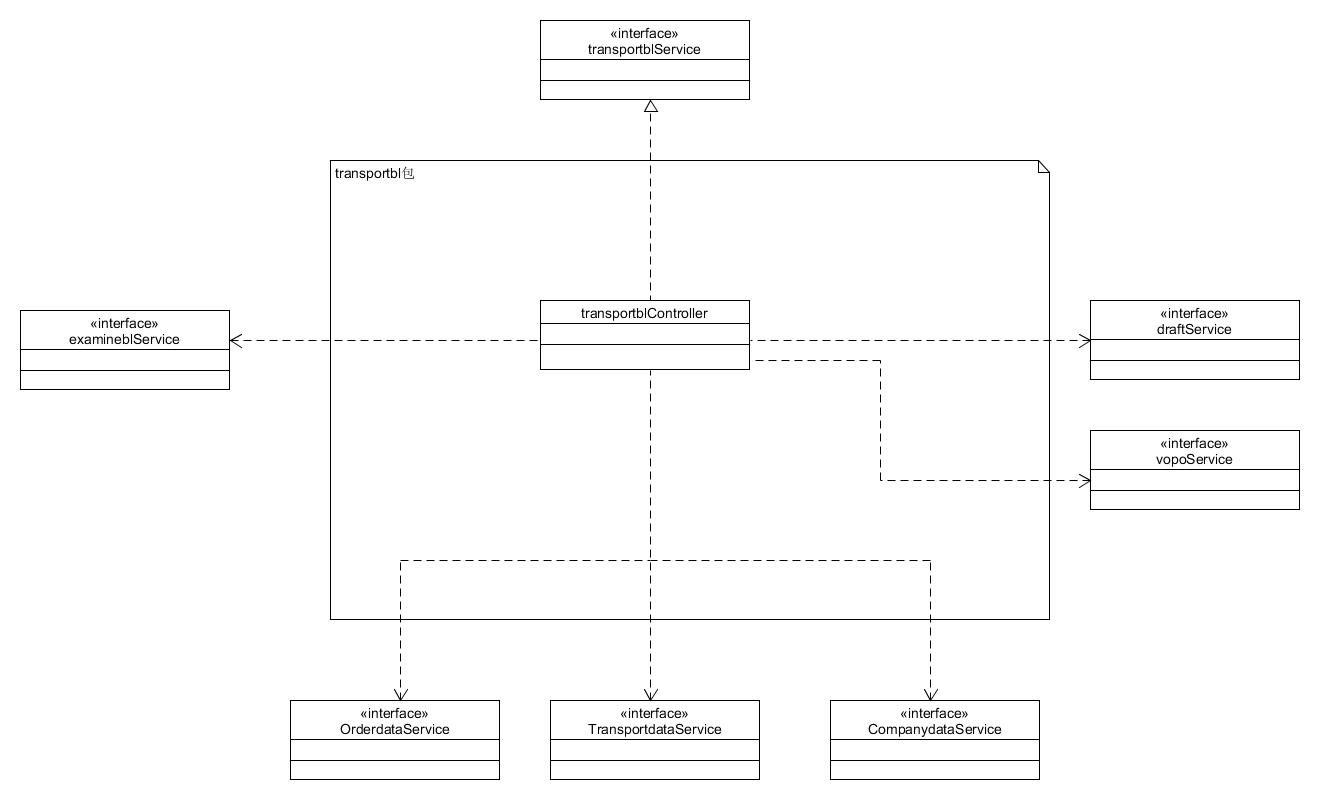 «interface»
transportblService
transportbl包
transportblController
«interface»
examineblService
«interface»
draftService
«interface»
vopoService
«interface»
OrderdataService
«interface»
TransportdataService
«interface»
CompanydataService